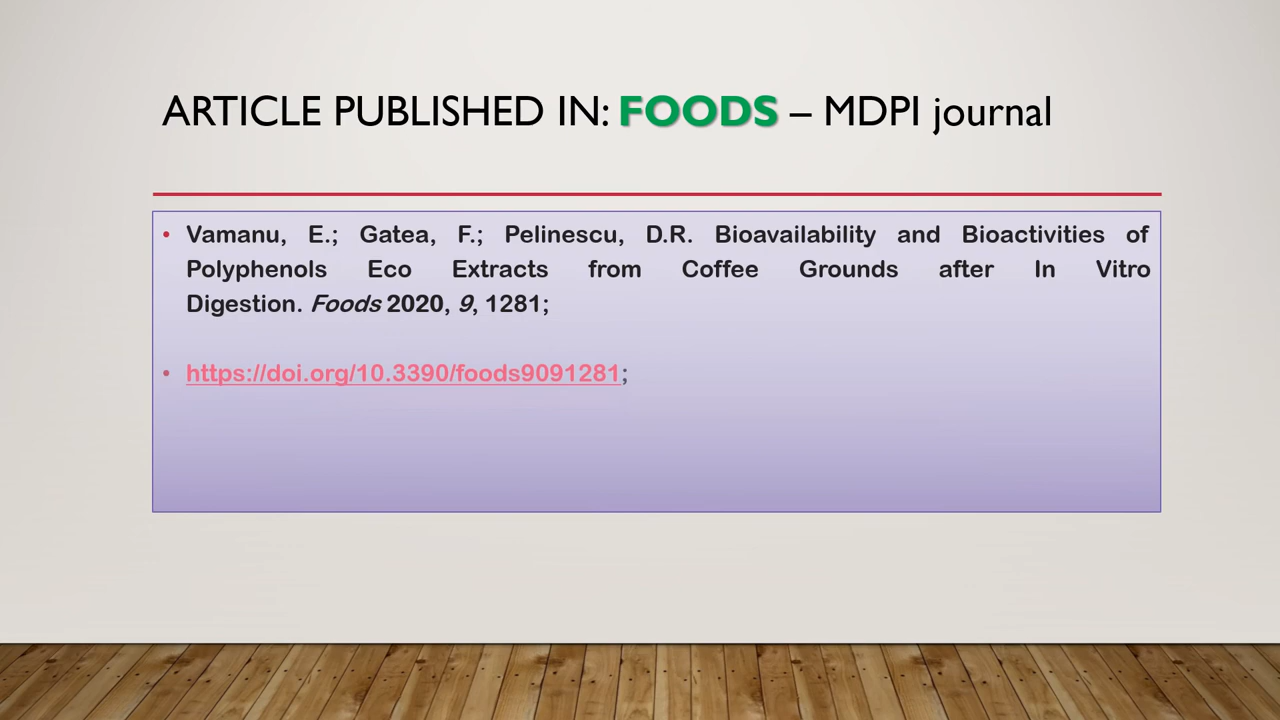 ARTICLE PUBLISHED IN: FOODS – MDPI journal
• Vamanu, E.; Gatea, F.; Pelinescu, D.R. Bioavailability and Bioactivities of
Polyphenols Eco Extracts from Coffee Grounds after In Vitro
Digestion. Foods 2020, 9, 1281;
• https://doi.org/10.3390/foods9091281;